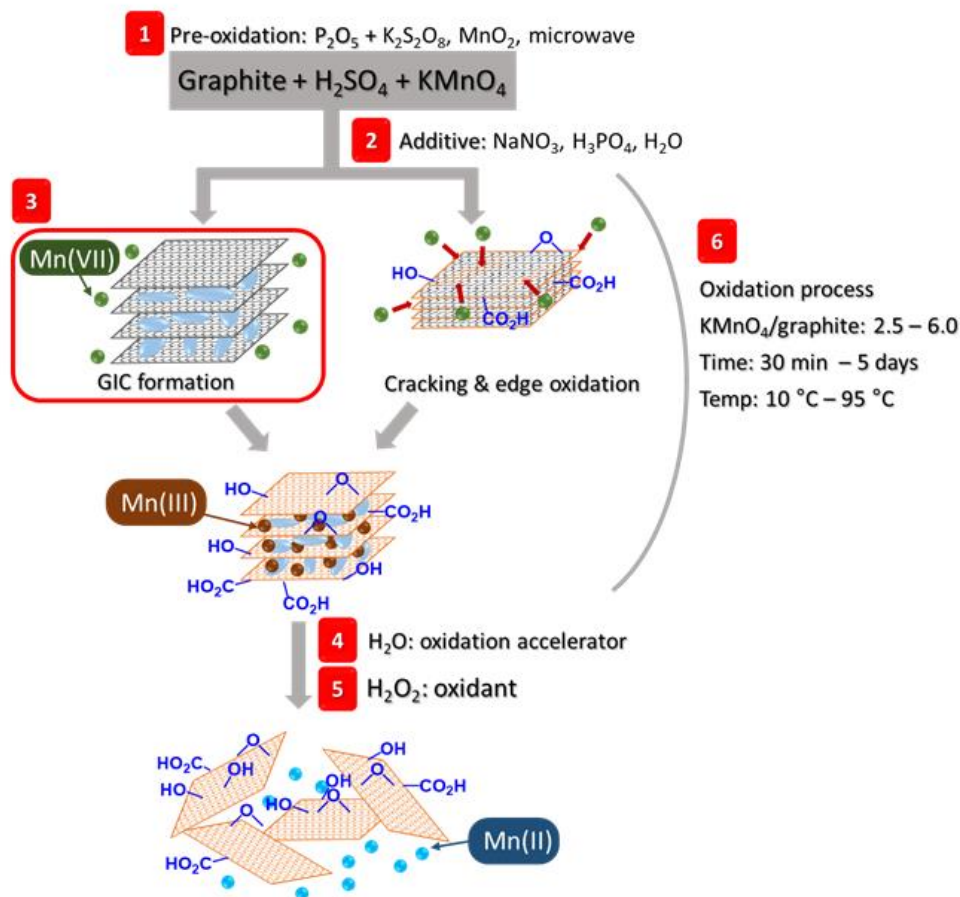 1 Pre-oxidation: P₂O₅ + K₂S₂O₈, MnO₂, microwave
Graphite + H₂SO₄ + KMnO₄
2 Additive: NaNO₃, H₃PO₄, H₂O
3
Mn(VII)
GIC formation
O
HO
CO₂H
CO₂H
Cracking & edge oxidation
6
Oxidation process
KMnO₄/graphite: 2.5 – 6.0
Time: 30 min – 5 days
Temp: 10 °C – 95 °C
Mn(III)
HO
O
CO₂H
O
HO
OH
HO₂C
CO₂H
4 H₂O: oxidation accelerator
5 H₂O₂: oxidant
O
HO₂C
OH
HO
O
HO₂C
OH
O
HO
OH
O
CO₂H
Mn(II)